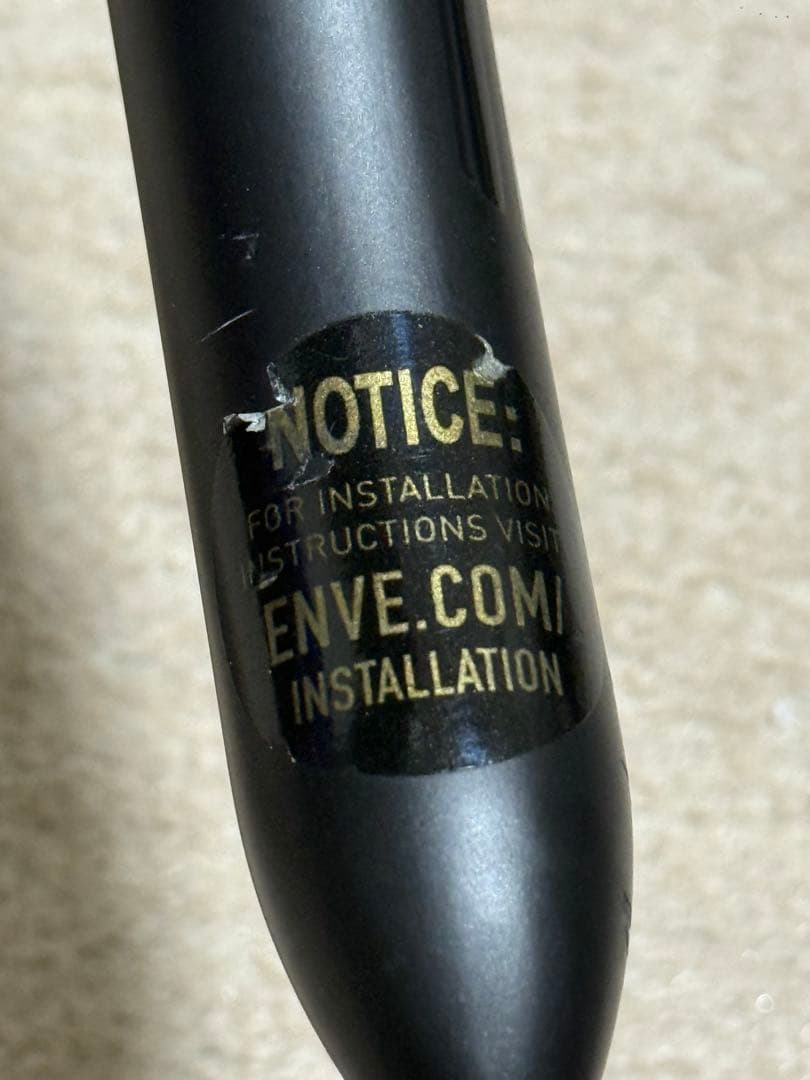 NOTICE:
FOR INSTALLATION
INSTRUCTIONS VISIT
ENVE.COM/
INSTALLATION